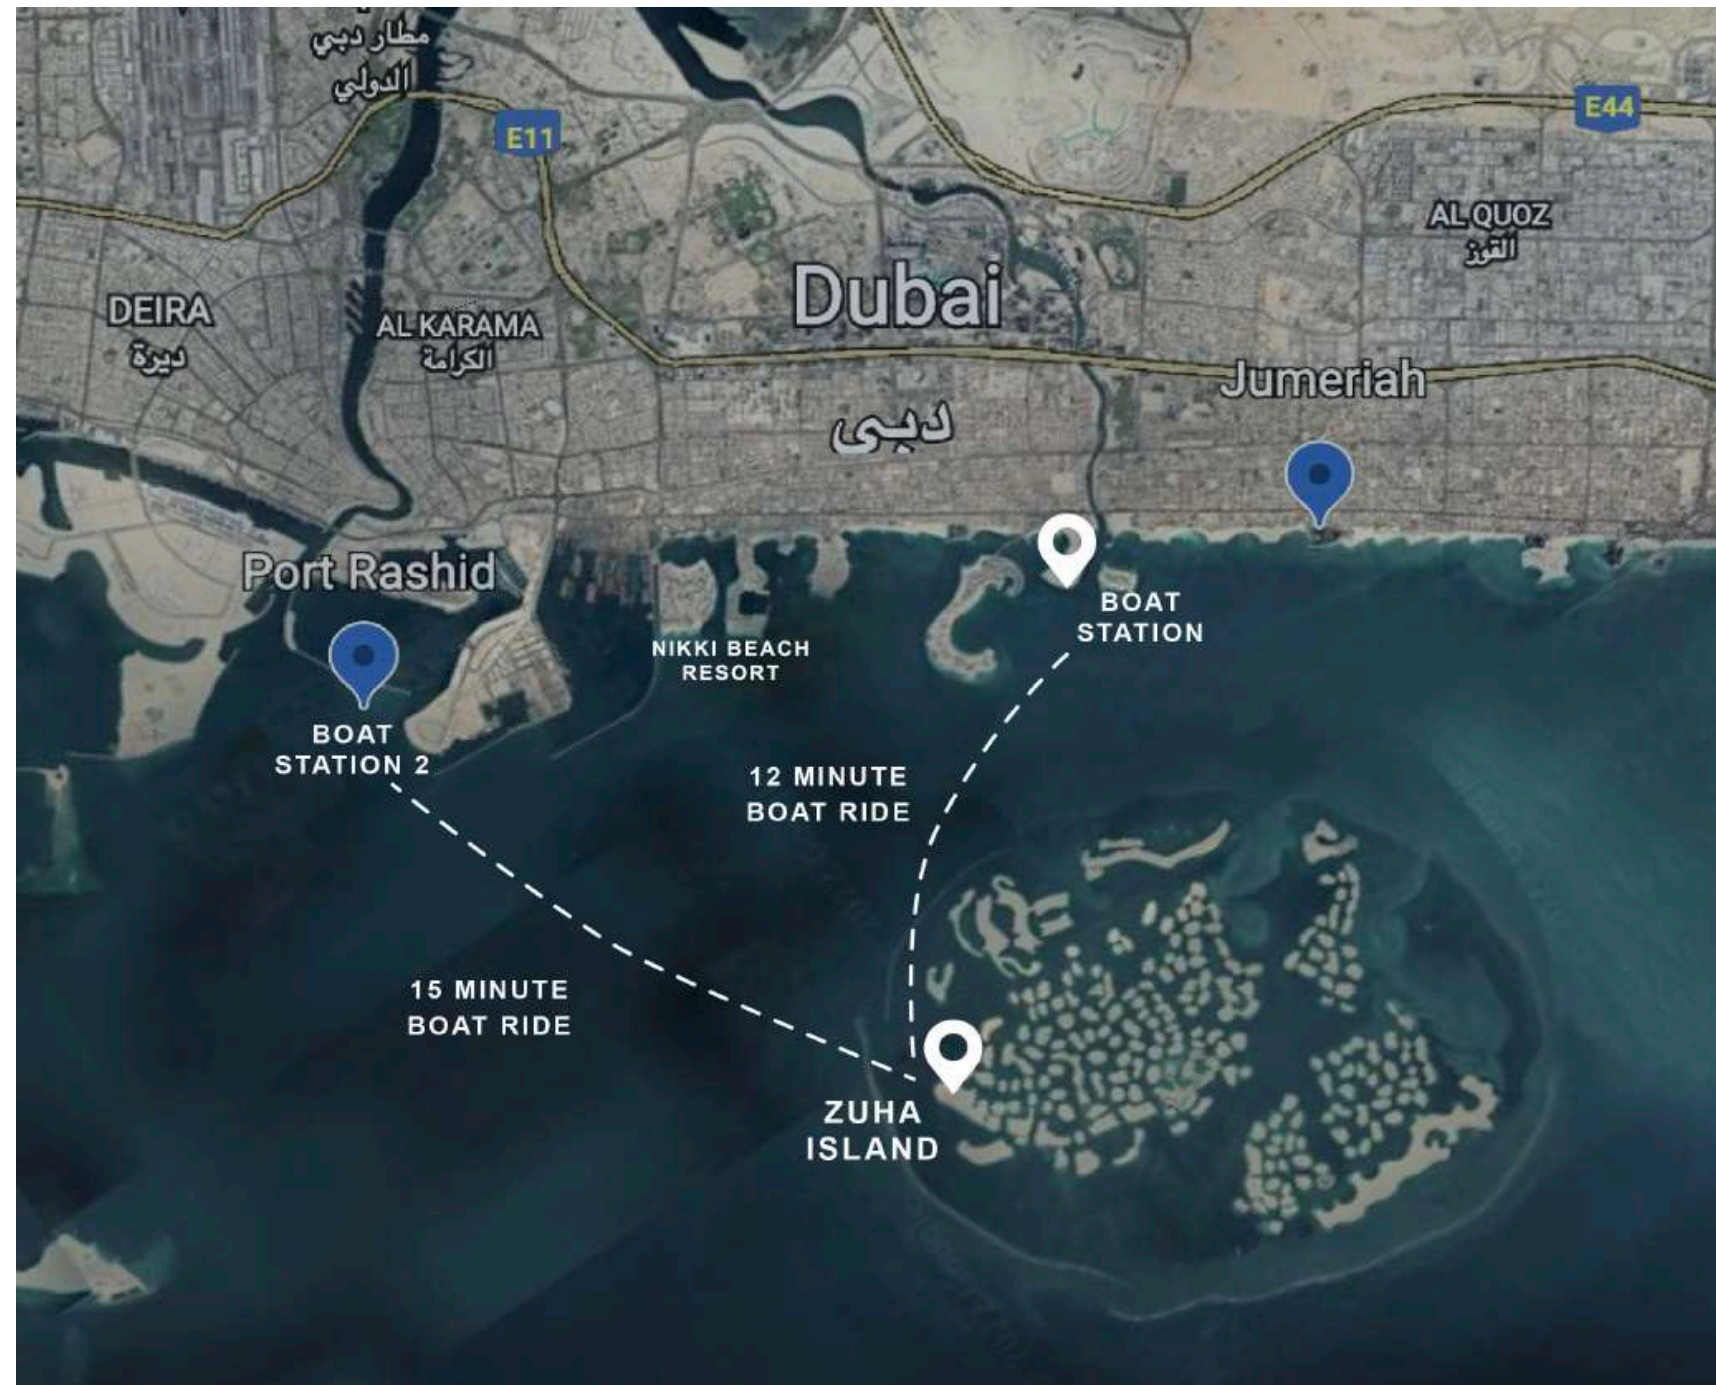 مطار دبي
الدولي
E11
E44
AL QUOZ
القوز
DEIRA
ديرة
AL KARAMA
الكرامة
Dubai
دبي
Jumeriah
Port Rashid
BOAT
STATION
NIKKI BEACH
RESORT
BOAT
STATION 2
12 MINUTE
BOAT RIDE
15 MINUTE
BOAT RIDE
ZUHA
ISLAND